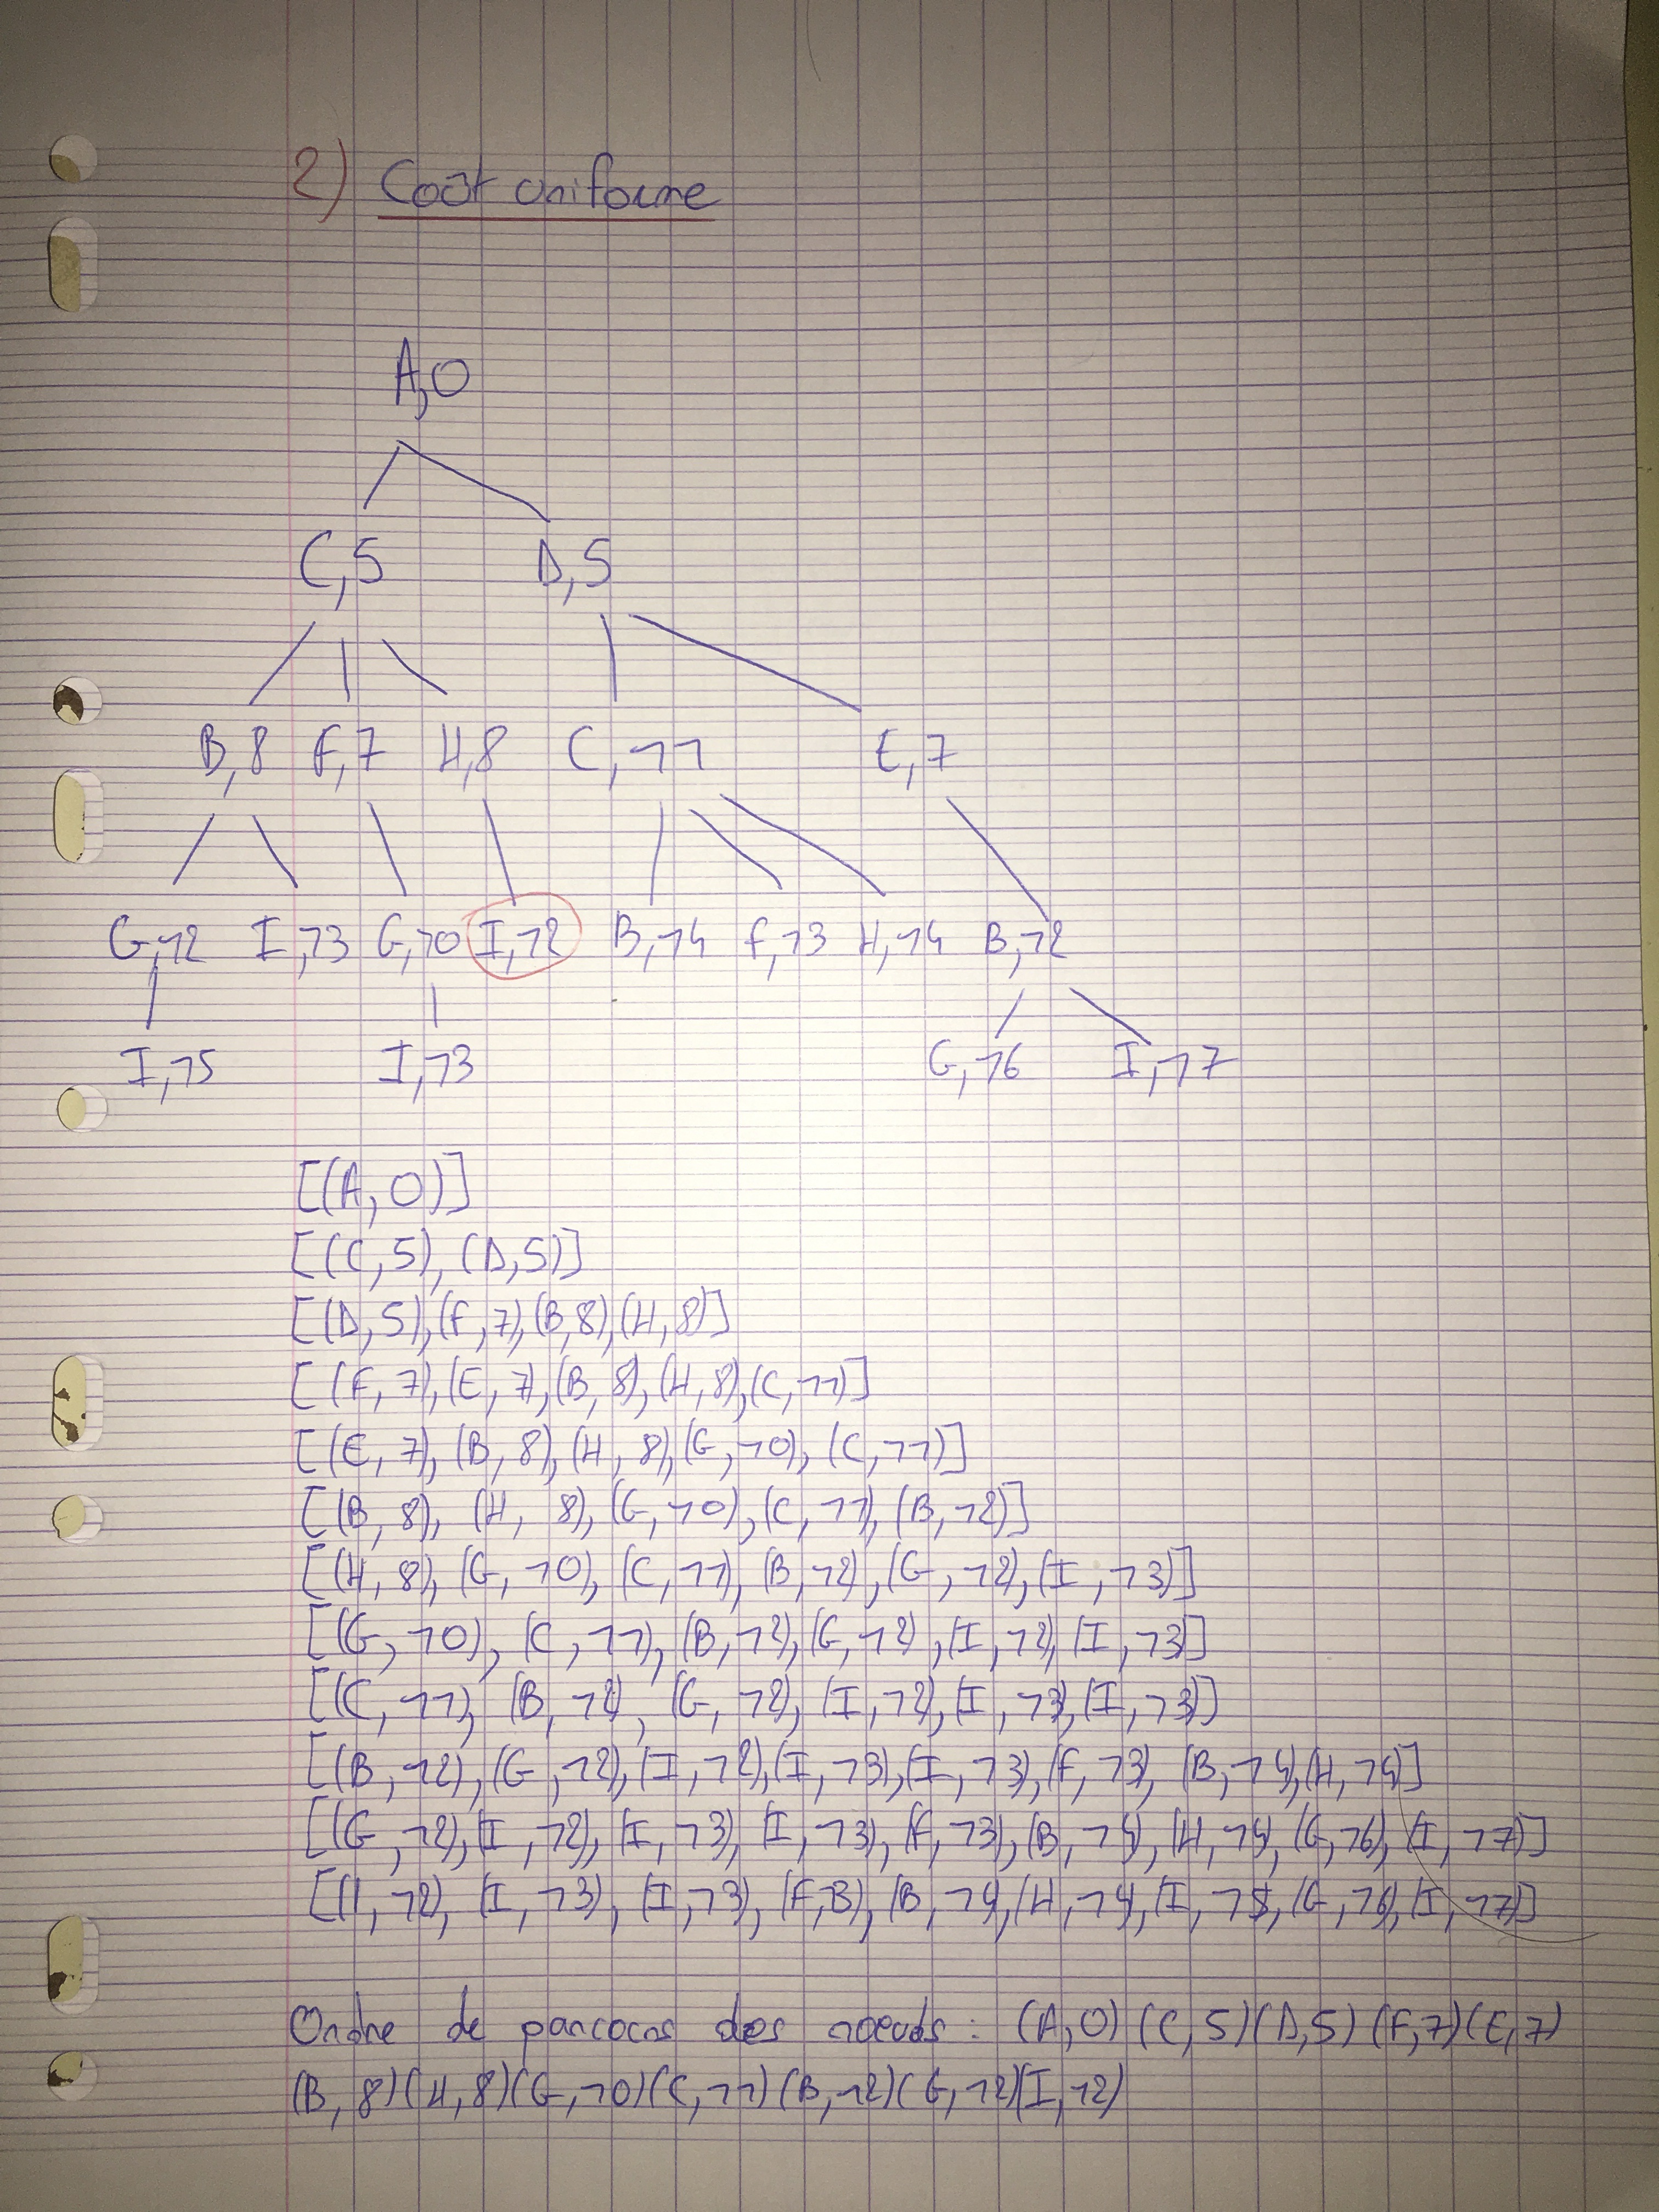 2) Coût uniforme
A,0
C,5 D,5
B,8 F,7 H,8 C,11 E,7
G,12 I,13 G,10 I,12 B,14 F,13 H,14 B,12
I,15 I,13 G,16 I,17
[(A,0)]
[(C,5),(D,5)]
[(D,5),(F,7),(B,8),(H,8)]
[(F,7),(E,7),(B,8),(H,8),(C,11)]
[(E,7),(B,8),(H,8),(G,10),(C,11)]
[(B,8),(H,8),(G,10),(C,11),(B,12)]
[(H,8),(G,10),(C,11),(B,12),(G,12),(I,13)]
[(G,10),(C,11),(B,12),(G,12),(I,12),(I,13)]
[(C,11),(B,12),(G,12),(I,12),(I,13),(I,13)]
[(B,12),(G,12),(I,12),(I,13),(I,13),(F,13),(B,14),(H,14)]
[(G,12),(I,12),(I,13),(I,13),(F,13),(B,14),(H,14),(G,16),(I,17)]
[(I,12),(I,13),(I,13),(F,13),(B,14),(H,14),(I,15),(G,16),(I,17)]
Ordre de parcours des noeuds : (A,0)(C,5)(D,5)(F,7)(E,7)
(B,8)(H,8)(G,10)(C,11)(B,12)(G,12)(I,12)